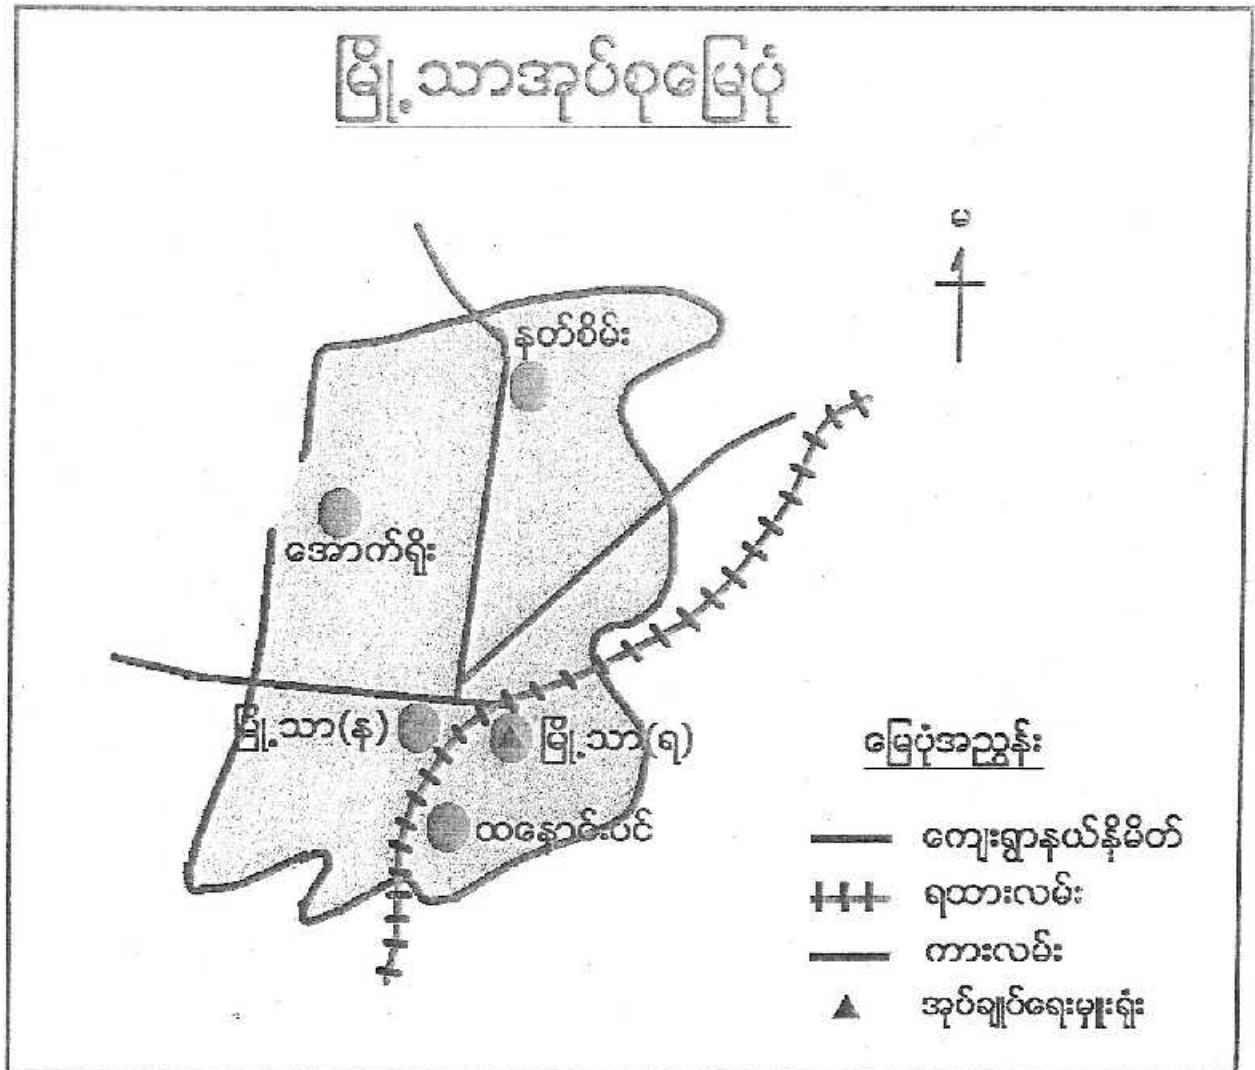 မြို့သာအုပ်စုမြေပုံ
မ
နတ်စိမ်း
အောက်ရိုး
မြို့သာ(န)
မြို့သာ(ရ)
ထနောင်းပင်
မြေပုံအညွှန်း
ကျေးရွာနယ်နိမိတ်
ရထားလမ်း
ကားလမ်း
အုပ်ချုပ်ရေးမှူးရုံး